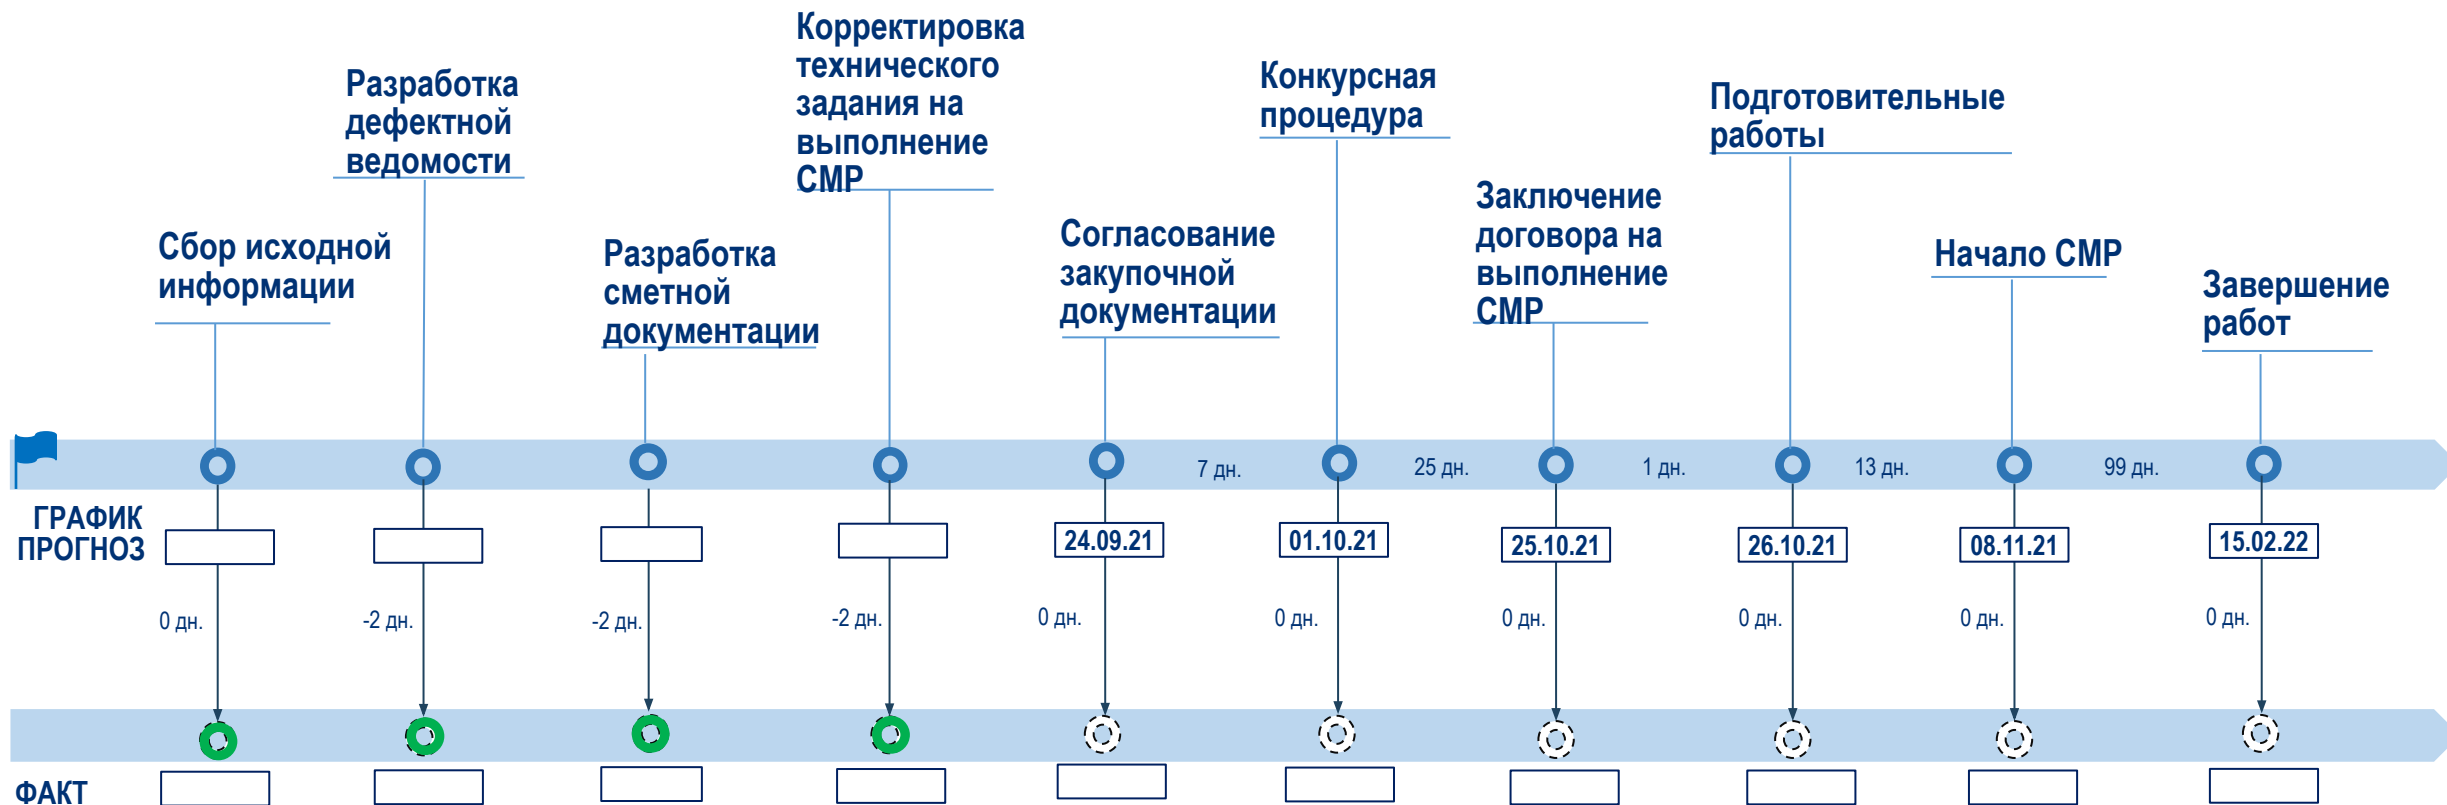 Корректировка
технического
задания на
выполнение
СМР
Разработка
дефектной
ведомости
Конкурсная
процедура
Подготовительные
работы
Сбор исходной
информации
Разработка
сметной
документации
Согласование
закупочной
документации
Заключение
договора на
выполнение
СМР
Начало СМР
Завершение
работ
7 дн.
25 дн.
1 дн.
13 дн.
99 дн.
ГРАФИК
ПРОГНОЗ
24.09.21
01.10.21
25.10.21
26.10.21
08.11.21
15.02.22
0 дн.
-2 дн.
-2 дн.
-2 дн.
0 дн.
0 дн.
0 дн.
0 дн.
0 дн.
0 дн.
ФАКТ